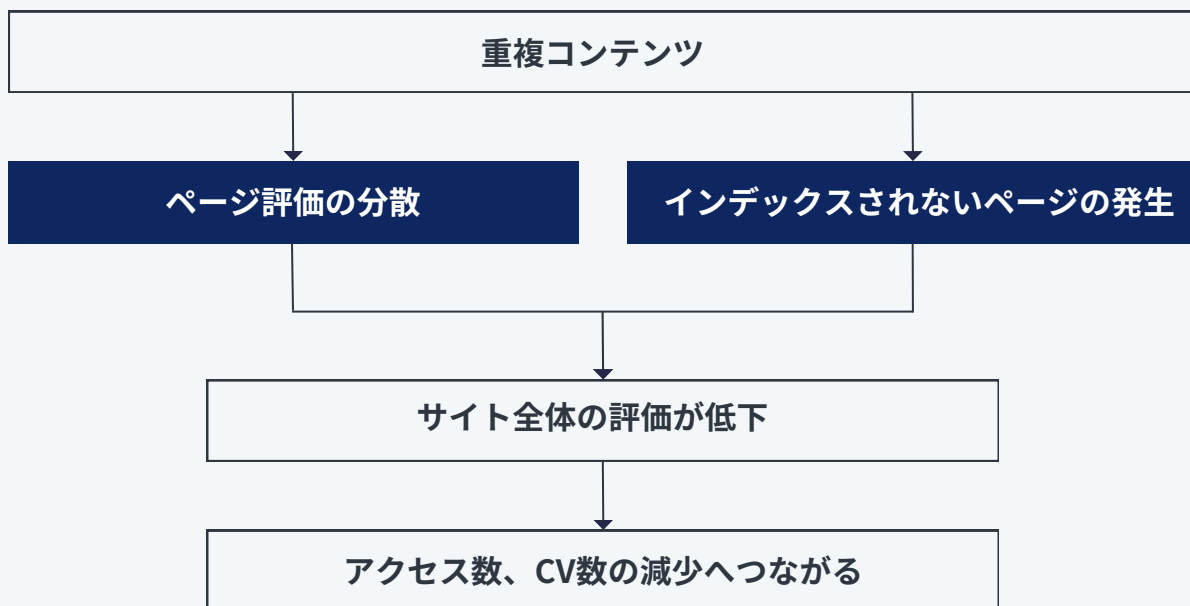 重複コンテンツ
ページ評価の分散
インデックスされないページの発生
サイト全体の評価が低下
アクセス数、CV数の減少へつながる